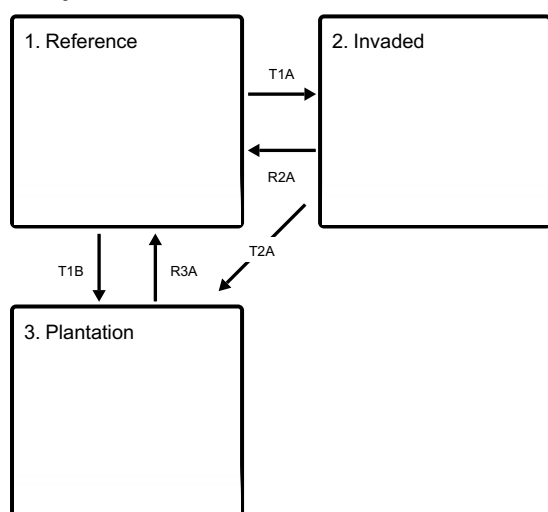 1. Reference
2. Invaded
T1A
R2A
T2A
T1B
R3A
3. Plantation